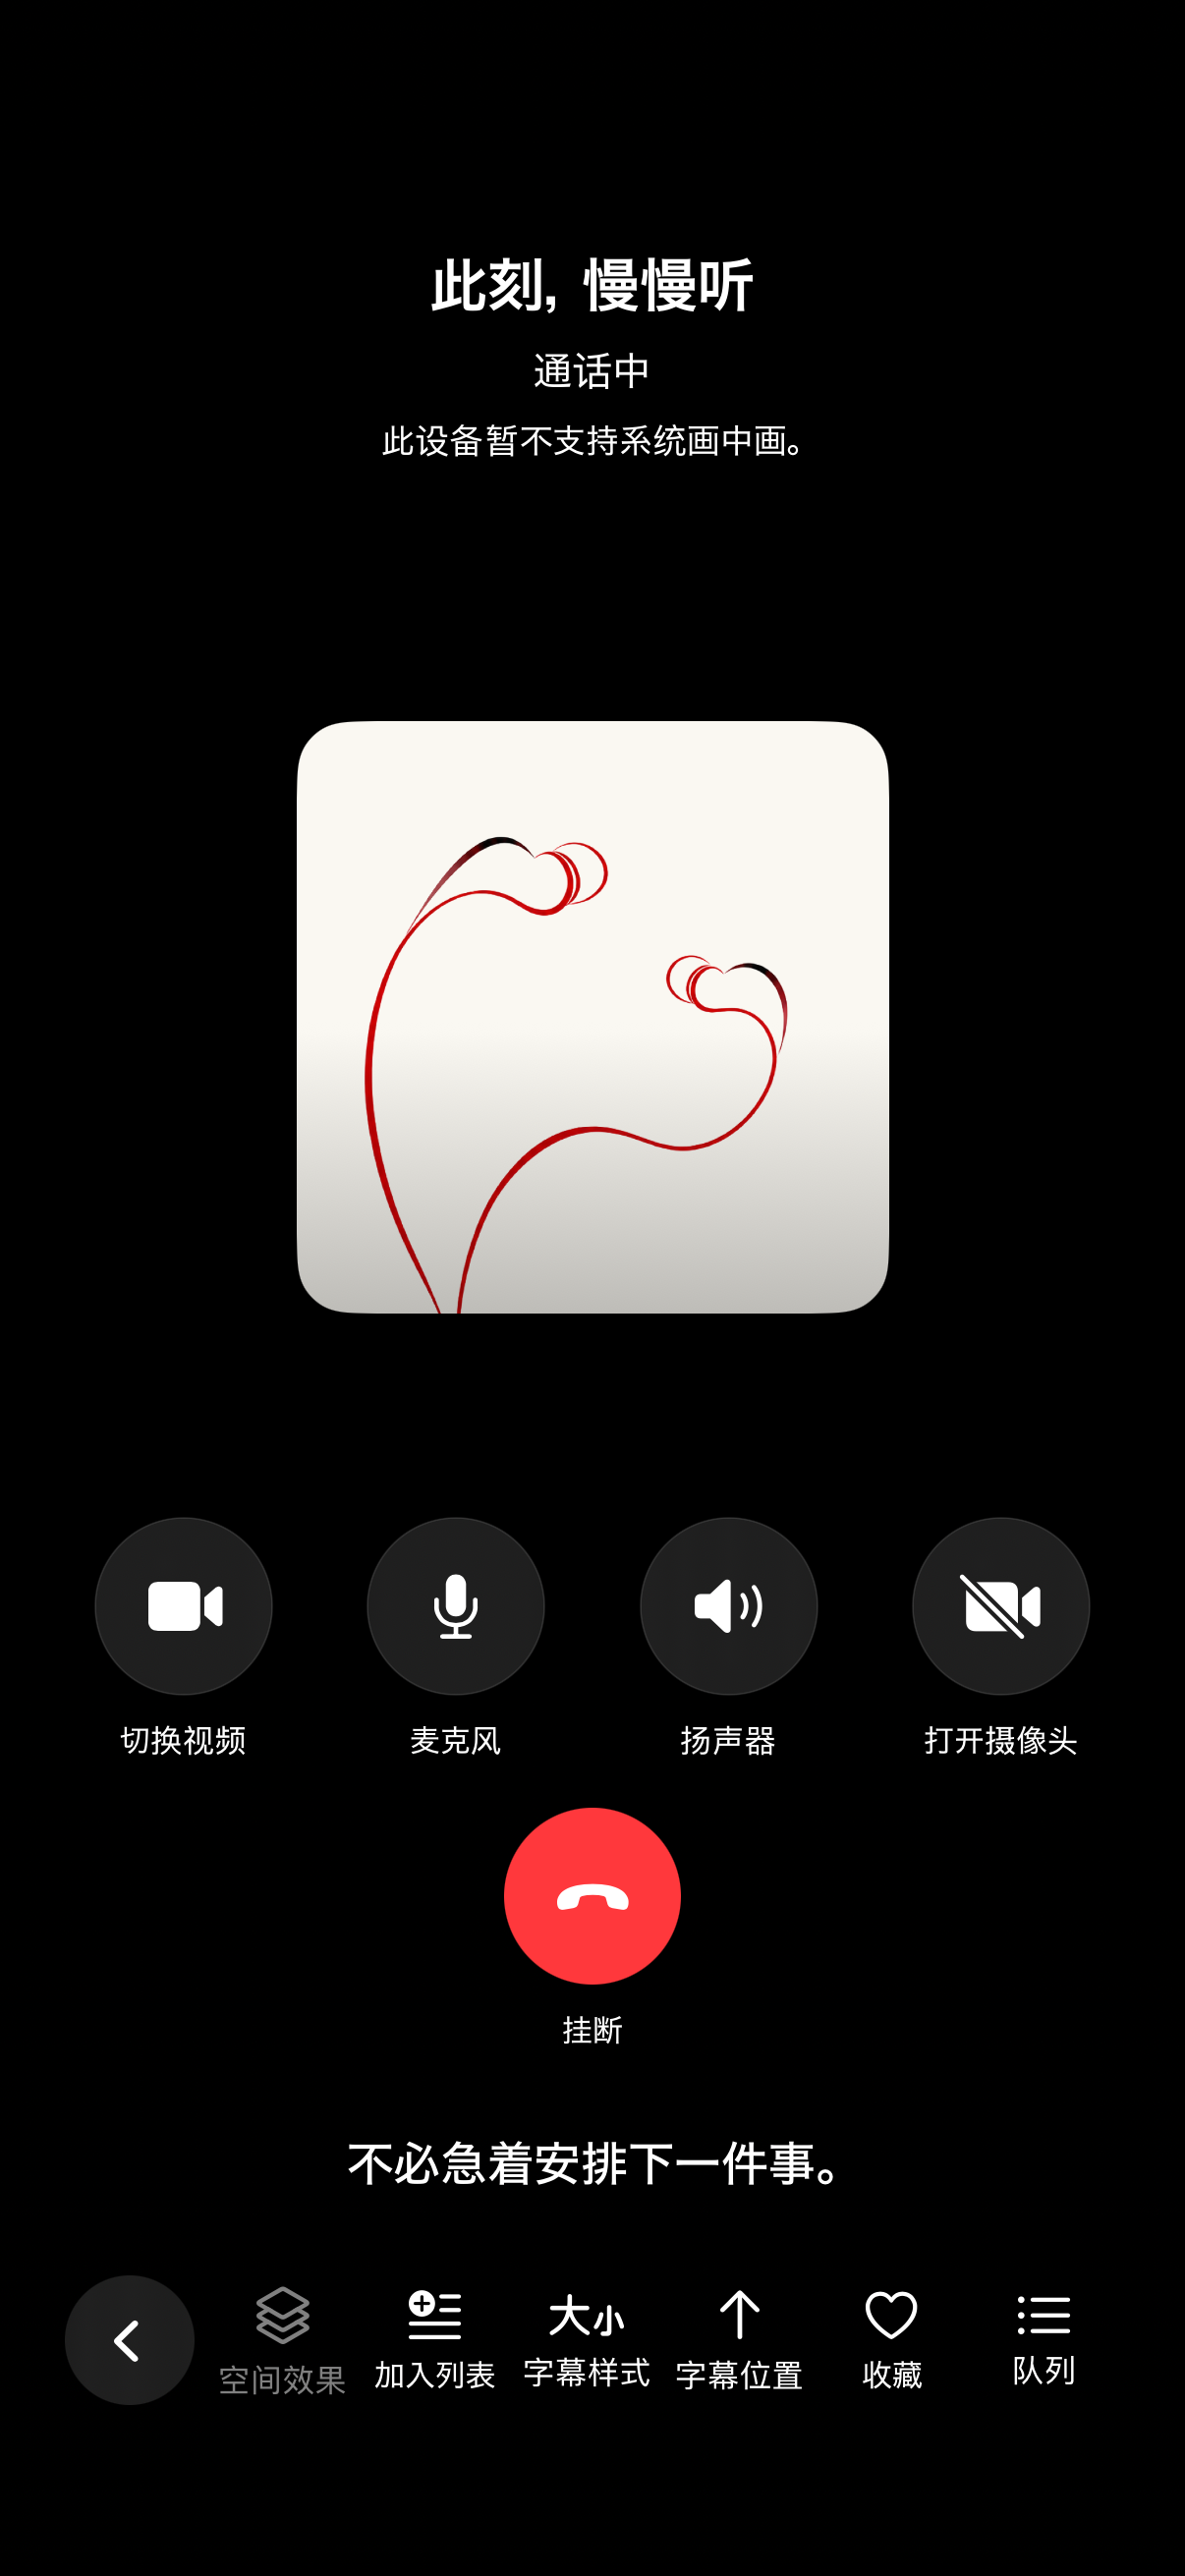 此刻，慢慢听
通话中
此设备暂不支持系统画中画。
切换视频
麦克风
扬声器
打开摄像头
挂断
不必急着安排下一件事。
大小
空间效果
加入列表
字幕样式
字幕位置
收藏
队列